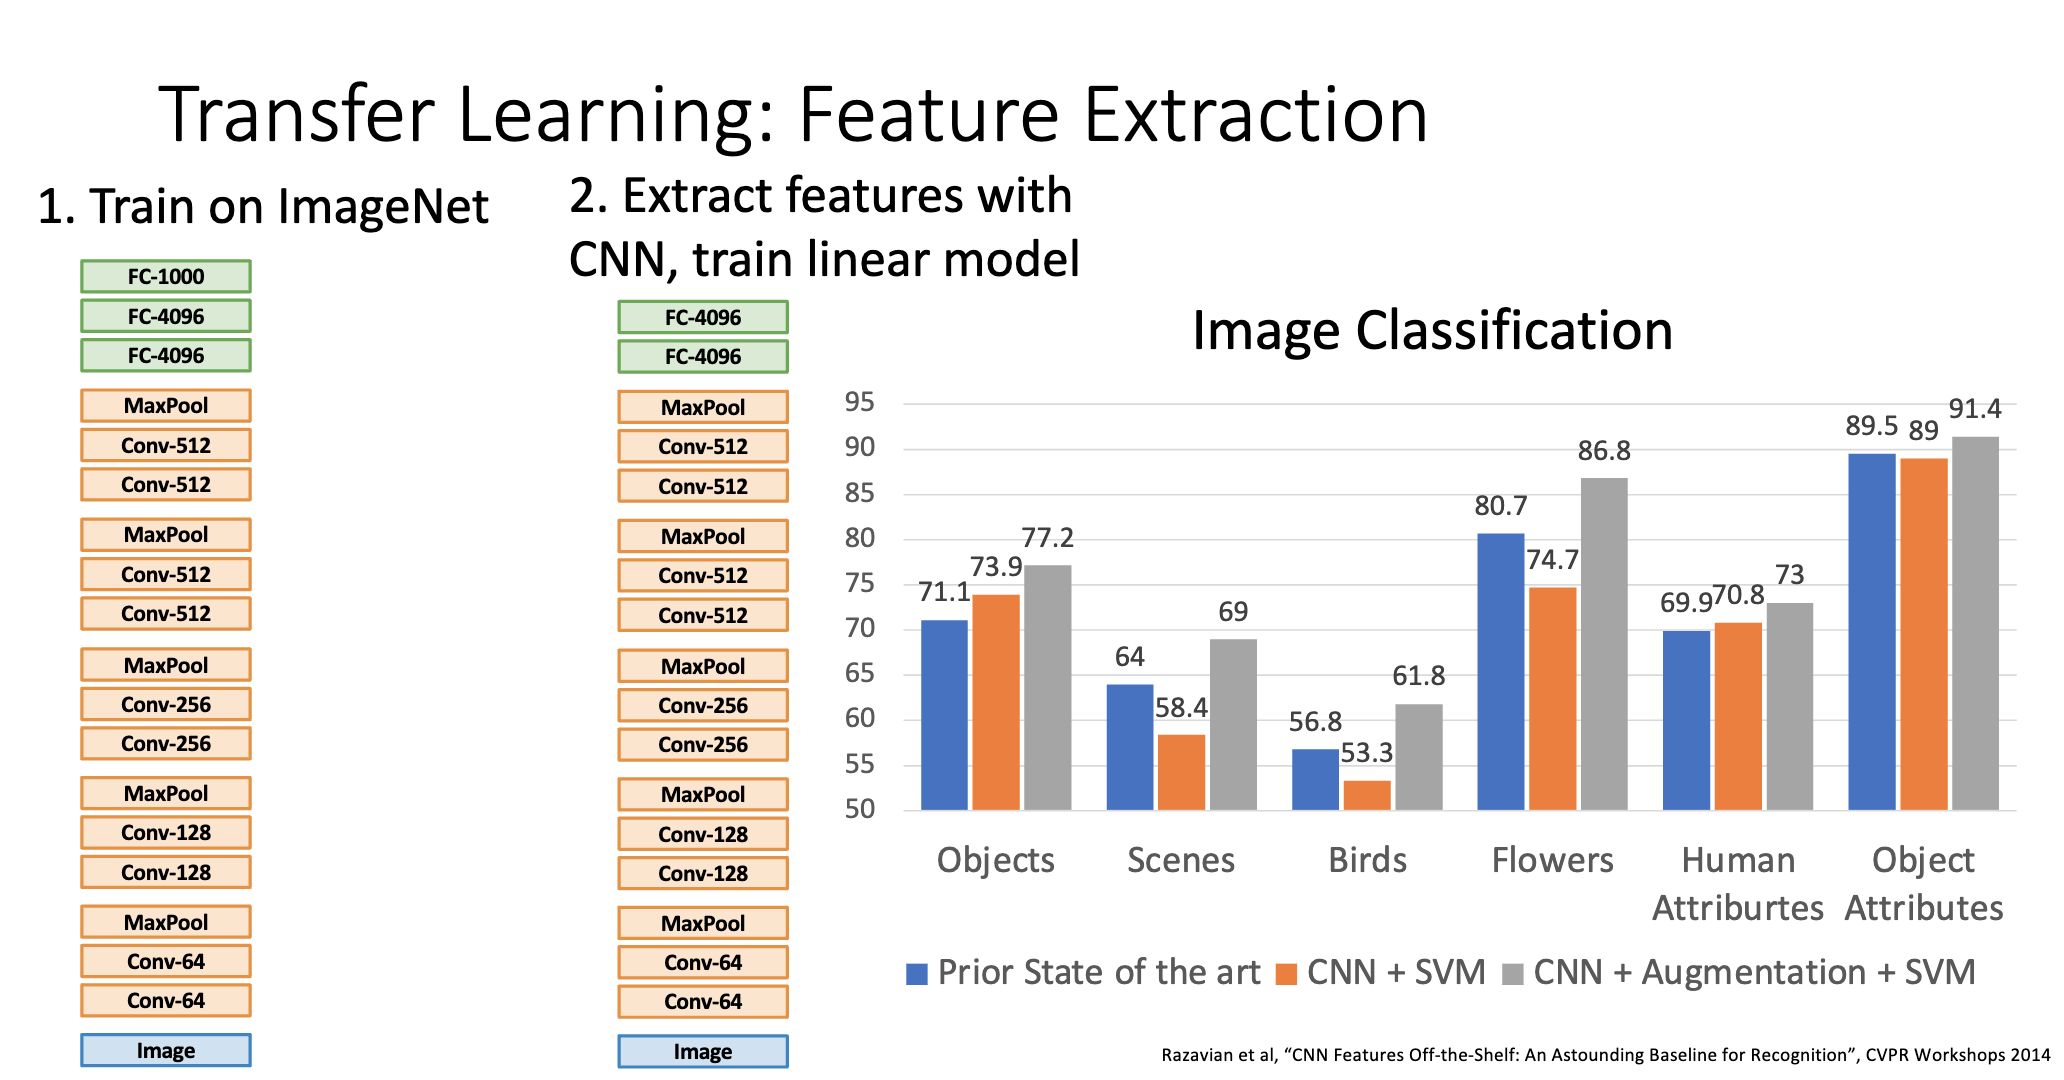 Transfer Learning: Feature Extraction
1. Train on ImageNet
FC-1000
FC-4096
FC-4096
MaxPool
Conv-512
Conv-512
MaxPool
Conv-512
Conv-512
MaxPool
Conv-256
Conv-256
MaxPool
Conv-128
Conv-128
MaxPool
Conv-64
Conv-64
Image
2. Extract features with
CNN, train linear model
FC-4096
FC-4096
MaxPool
Conv-512
Conv-512
MaxPool
Conv-512
Conv-512
MaxPool
Conv-256
Conv-256
MaxPool
Conv-128
Conv-128
MaxPool
Conv-64
Conv-64
Image
Image Classification
95
90
85
80
75
70
65
60
55
50
71.1 73.9 77.2
64 58.4 69
56.8 53.3 61.8
80.7 74.7 86.8
69.9 70.8 73
89.5 89 91.4
Objects
Scenes
Birds
Flowers
Human
Attriburtes
Object
Attributes
Prior State of the art CNN + SVM CNN + Augmentation + SVM
Razavian et al, “CNN Features Off-the-Shelf: An Astounding Baseline for Recognition”, CVPR Workshops 2014